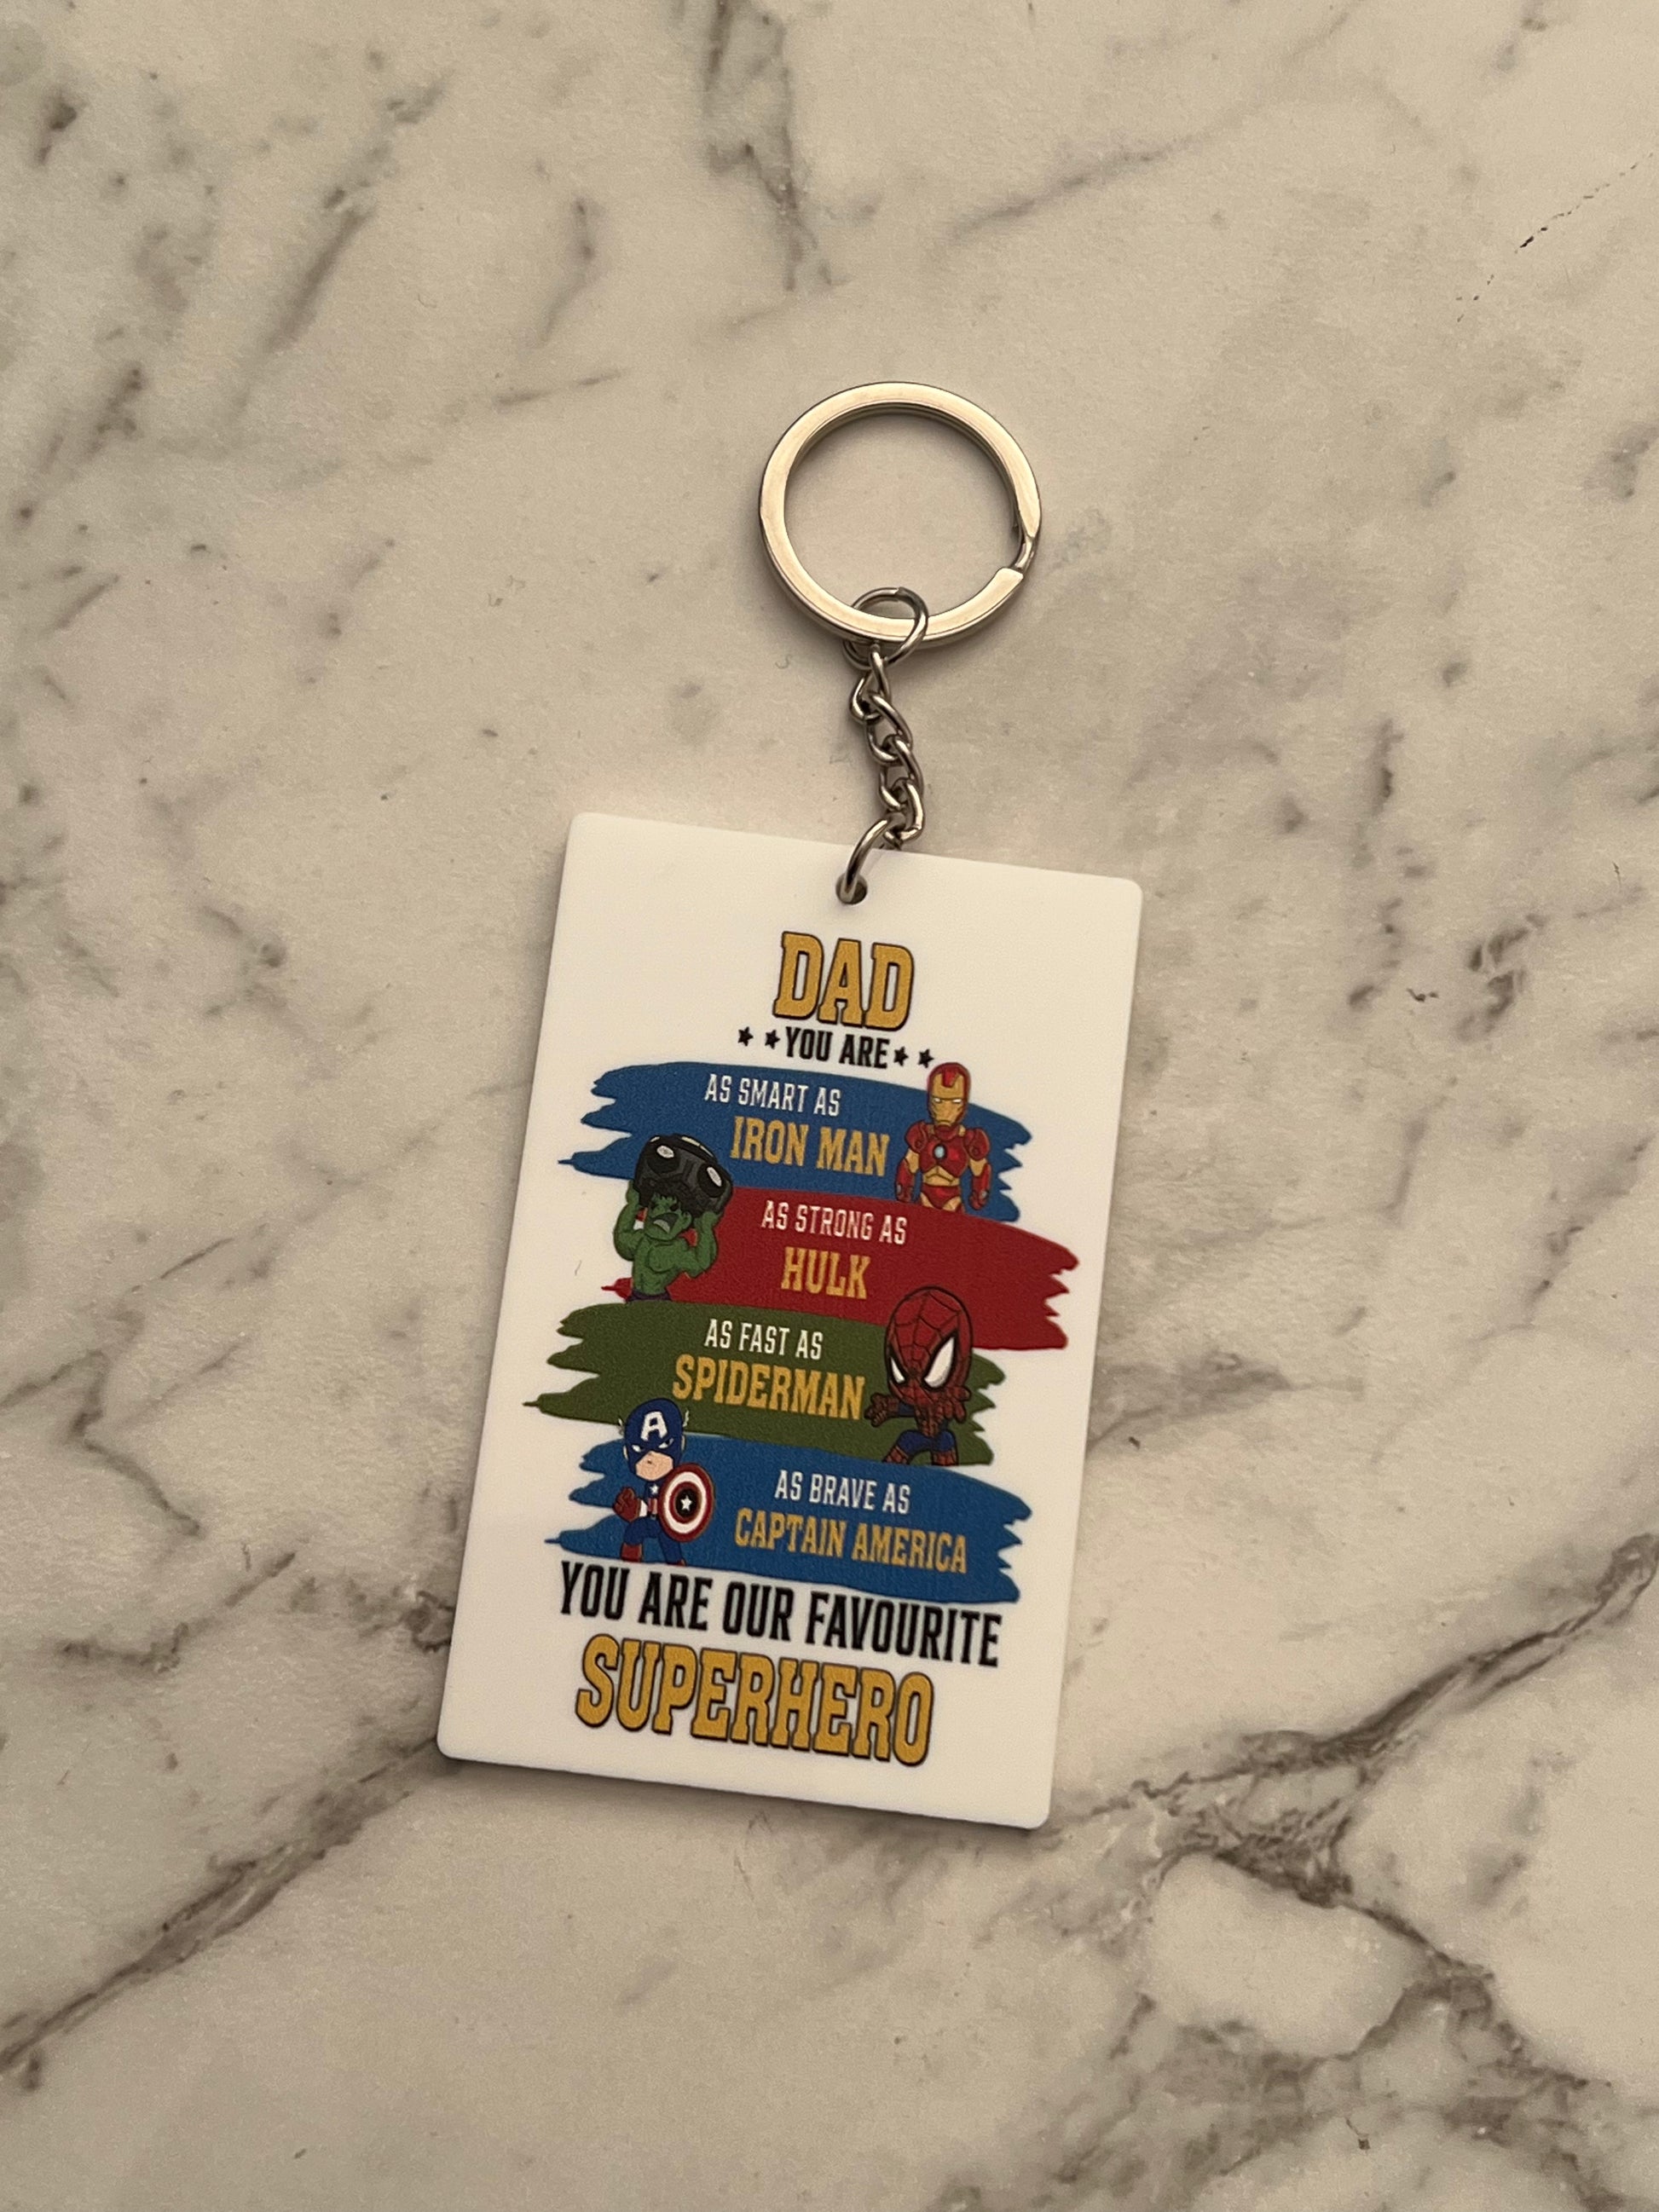 DAD
YOU ARE
AS SMART AS
IRON MAN
AS STRONG AS
HULK
AS FAST AS
SPIDERMAN
A
AS BRAVE AS
CAPTAIN AMERICA
YOU ARE OUR FAVOURITE
SUPERHERO